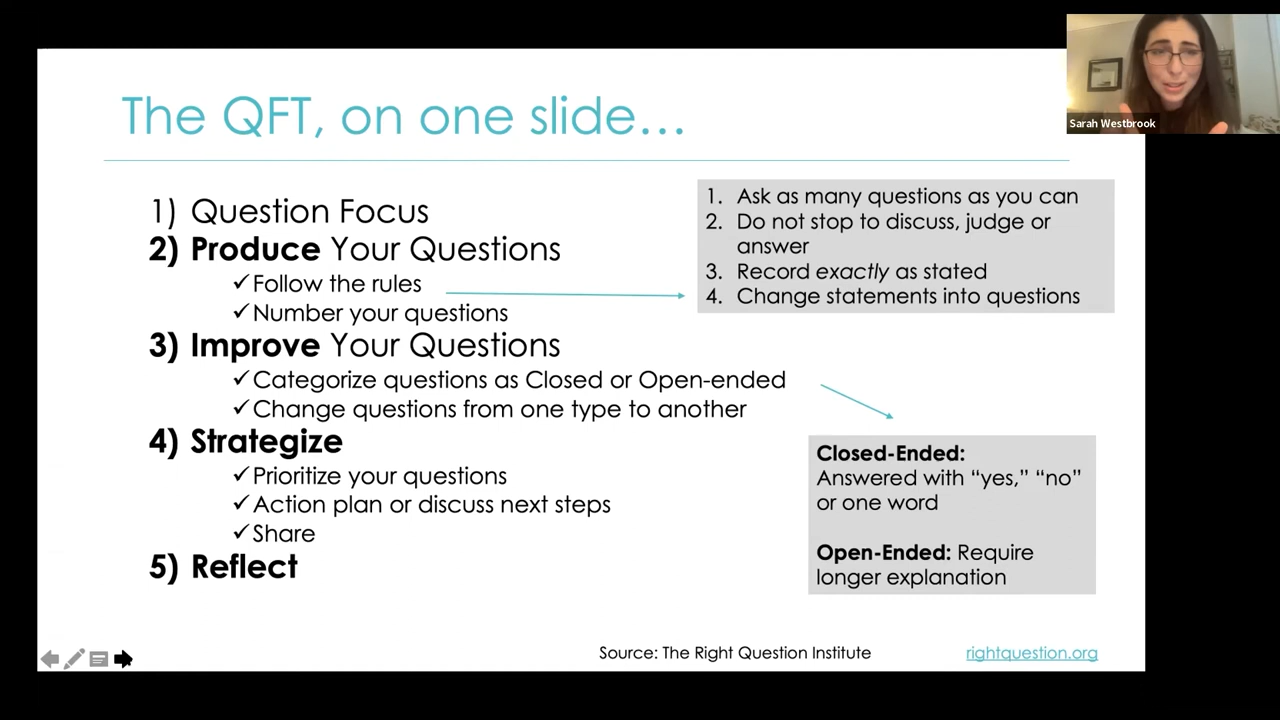 The QFT, on one slide…
1) Question Focus
2) Produce Your Questions
✓Follow the rules
✓Number your questions
3) Improve Your Questions
✓Categorize questions as Closed or Open-ended
✓Change questions from one type to another
4) Strategize
✓Prioritize your questions
✓Action plan or discuss next steps
✓Share
5) Reflect
1. Ask as many questions as you can
2. Do not stop to discuss, judge or
answer
3. Record exactly as stated
4. Change statements into questions
Closed-Ended:
Answered with “yes,” “no”
or one word
Open-Ended: Require
longer explanation
Source: The Right Question Institute
rightquestion.org
Sarah Westbrook